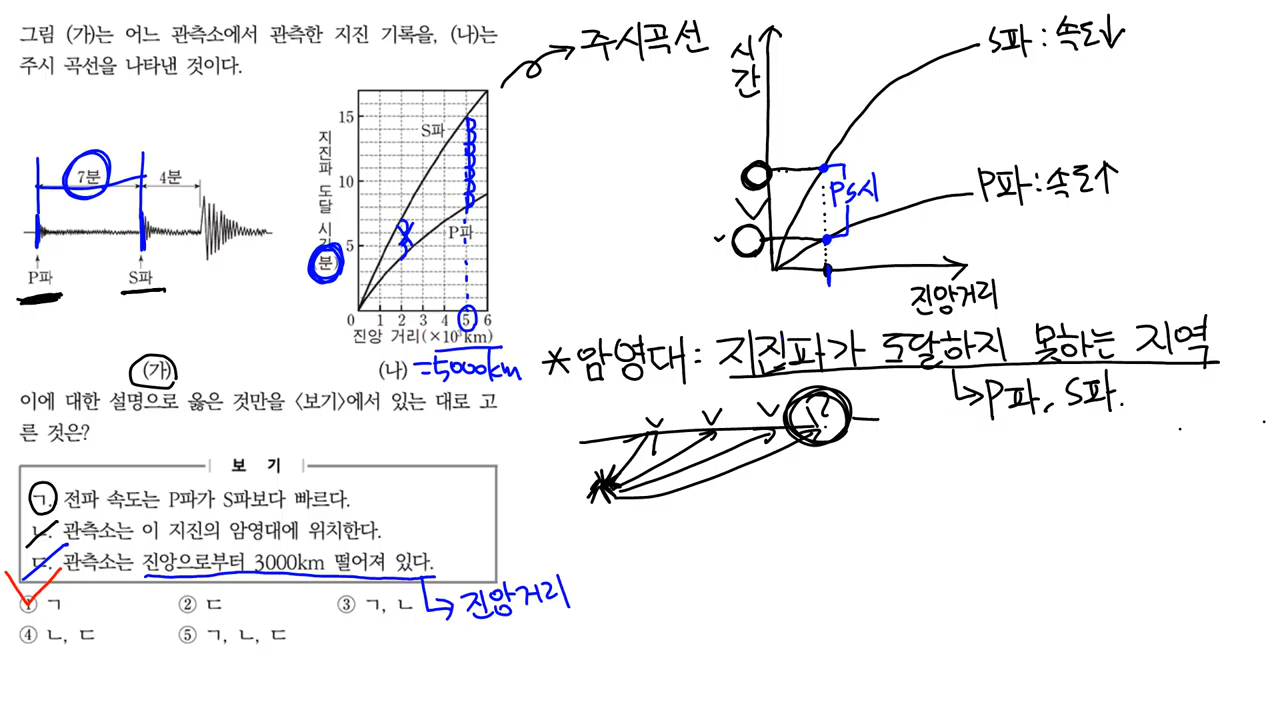 그림 (가)는 어느 관측소에서 관측한 지진 기록을, (나)는
주시 곡선을 나타낸 것이다.
7분
4분
P파
S파
(가)
지진파 도달 시간(분)
15
10
5
S파
P파
0 1 2 3 4 5 6
진앙 거리(×10³km)
(나) =5000km
이에 대한 설명으로 옳은 것만을 〈보기〉에서 있는 대로 고
른 것은?
보 기
ㄱ. 전파 속도는 P파가 S파보다 빠르다.
ㄴ. 관측소는 이 지진의 암영대에 위치한다.
ㄷ. 관측소는 진앙으로부터 3000km 떨어져 있다.
① ㄱ ② ㄷ ③ ㄱ, ㄴ
④ ㄴ, ㄷ ⑤ ㄱ, ㄴ, ㄷ
진앙거리
주시곡선
시간
S파 : 속도↓
PS시
P파 : 속도↑
진앙거리
*암영대 : 지진파가 도달하지 못하는 지역
P파, S파.
?